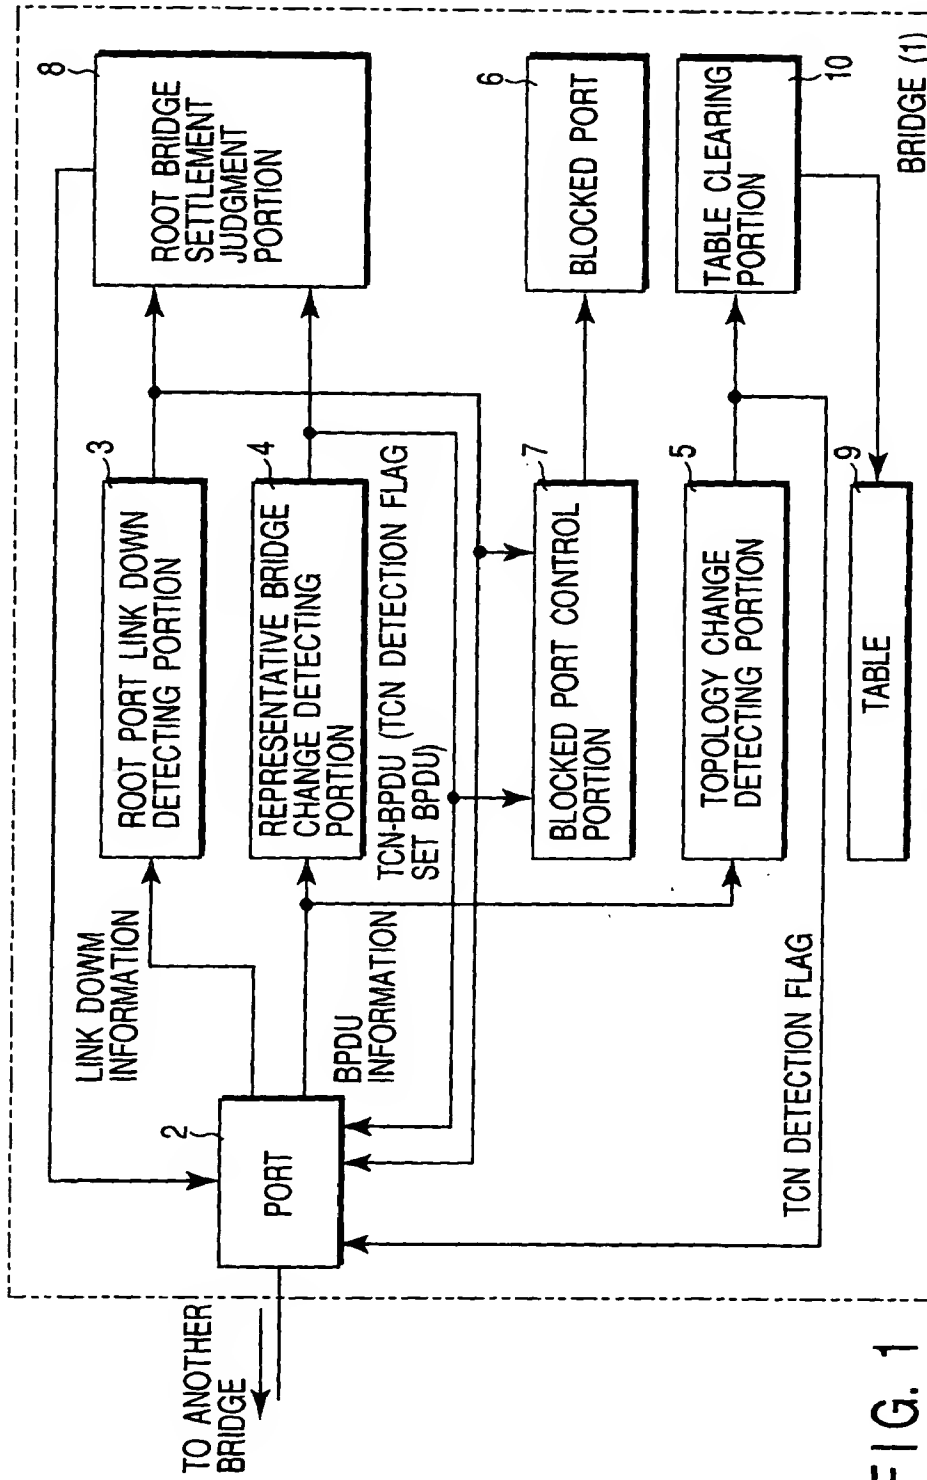 TO ANOTHER
BRIDGE
2
PORT
LINK DOWM
INFORMATION
BPDU
INFORMATION
3
ROOT PORT LINK DOWN
DETECTING PORTION
4
REPRESENTATIVE BRIDGE
CHANGE DETECTING
PORTION
TCN-BPDU (TCN DETECTION FLAG
SET BPDU)
7
BLOCKED PORT CONTROL
PORTION
5
TOPOLOGY CHANGE
DETECTING PORTION
9
TABLE
TCN DETECTION FLAG
8
ROOT BRIDGE
SETTLEMENT
JUDGMENT
PORTION
6
BLOCKED PORT
10
TABLE CLEARING
PORTION
BRIDGE (1)
FIG. 1